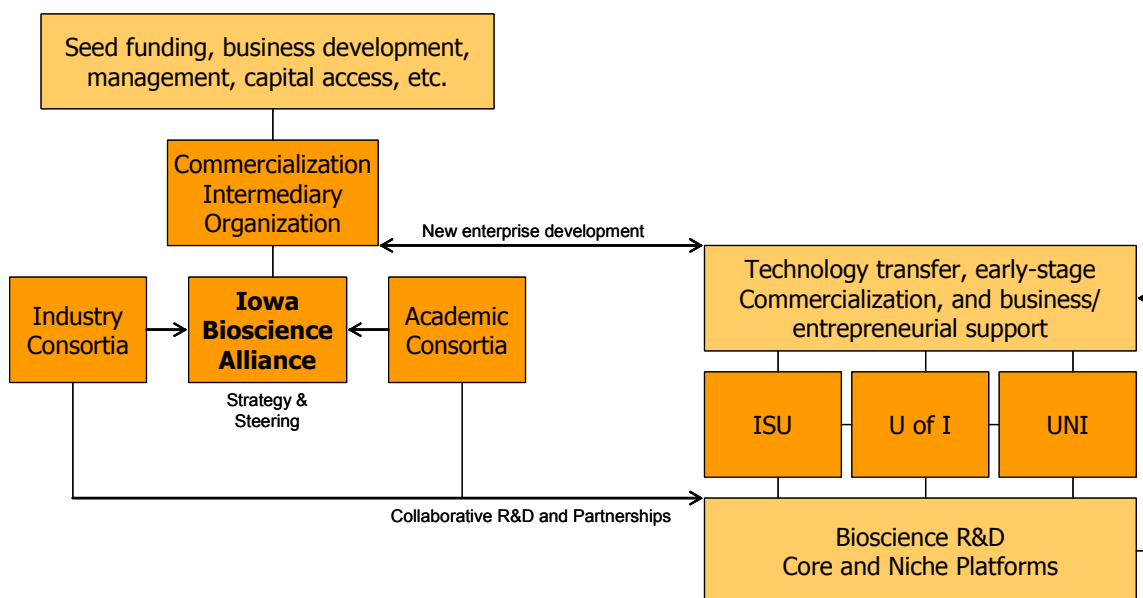 Seed funding, business development,
management, capital access, etc.
Commercialization
Intermediary
Organization
New enterprise development
Industry
Consortia
Iowa
Bioscience
Alliance
Academic
Consortia
Strategy &
Steering
Technology transfer, early-stage
Commercialization, and business/
entrepreneurial support
ISU
U of I
UNI
Collaborative R&D and Partnerships
Bioscience R&D
Core and Niche Platforms